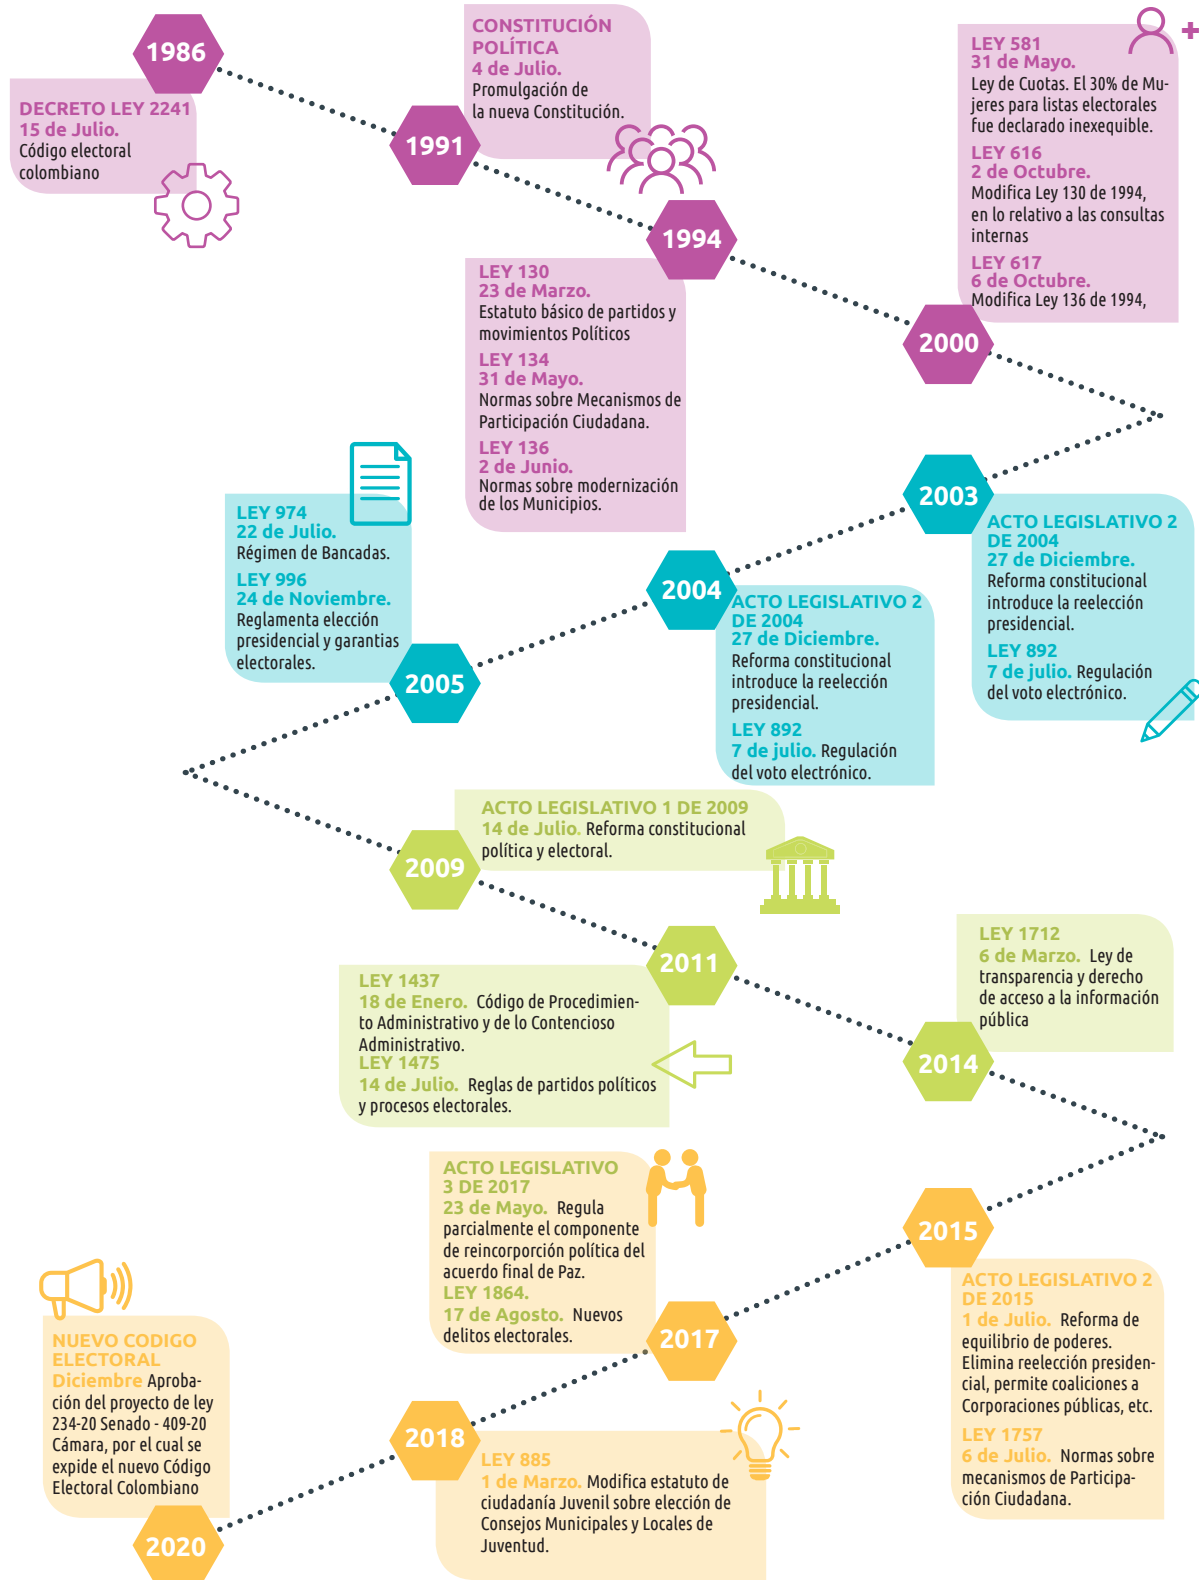 1986
DECRETO LEY 2241
15 de Julio.
Código electoral
colombiano
1991
CONSTITUCIÓN
POLÍTICA
4 de Julio.
Promulgación de
la nueva Constitución.
1994
LEY 130
23 de Marzo.
Estatuto básico de partidos y
movimientos Políticos
LEY 134
31 de Mayo.
Normas sobre Mecanismos de
Participación Ciudadana.
LEY 136
2 de Junio.
Normas sobre modernización
de los Municipios.
2000
LEY 581
31 de Mayo.
Ley de Cuotas. El 30% de Mu-
jeres para listas electorales
fue declarado inexequible.
LEY 616
2 de Octubre.
Modifica Ley 130 de 1994,
en lo relativo a las consultas
internas
LEY 617
6 de Octubre.
Modifica Ley 136 de 1994,
2003
ACTO LEGISLATIVO 2
DE 2004
27 de Diciembre.
Reforma constitucional
introduce la reelección
presidencial.
LEY 892
7 de julio. Regulación
del voto electrónico.
2004
ACTO LEGISLATIVO 2
DE 2004
27 de Diciembre.
Reforma constitucional
introduce la reelección
presidencial.
LEY 892
7 de julio. Regulación
del voto electrónico.
2005
LEY 974
22 de Julio.
Régimen de Bancadas.
LEY 996
24 de Noviembre.
Reglamenta elección
presidencial y garantias
electorales.
2009
ACTO LEGISLATIVO 1 DE 2009
14 de Julio. Reforma constitucional
política y electoral.
2011
LEY 1437
18 de Enero. Código de Procedimien-
to Administrativo y de lo Contencioso
Administrativo.
LEY 1475
14 de Julio. Reglas de partidos políticos
y procesos electorales.
2014
LEY 1712
6 de Marzo. Ley de
transparencia y derecho
de acceso a la información
pública
2015
ACTO LEGISLATIVO 2
DE 2015
1 de Julio. Reforma de
equilibrio de poderes.
Elimina reelección presiden-
cial, permite coaliciones a
Corporaciones públicas, etc.
LEY 1757
6 de Julio. Normas sobre
mecanismos de Participa-
ción Ciudadana.
2017
ACTO LEGISLATIVO
3 DE 2017
23 de Mayo. Regula
parcialmente el componente
de reincorporción política del
acuerdo final de Paz.
LEY 1864.
17 de Agosto. Nuevos
delitos electorales.
2018
LEY 885
1 de Marzo. Modifica estatuto de
ciudadanía Juvenil sobre elección de
Consejos Municipales y Locales de
Juventud.
2020
NUEVO CODIGO
ELECTORAL
Diciembre Aproba-
ción del proyecto de ley
234-20 Senado - 409-20
Cámara, por el cual se
expide el nuevo Código
Electoral Colombiano